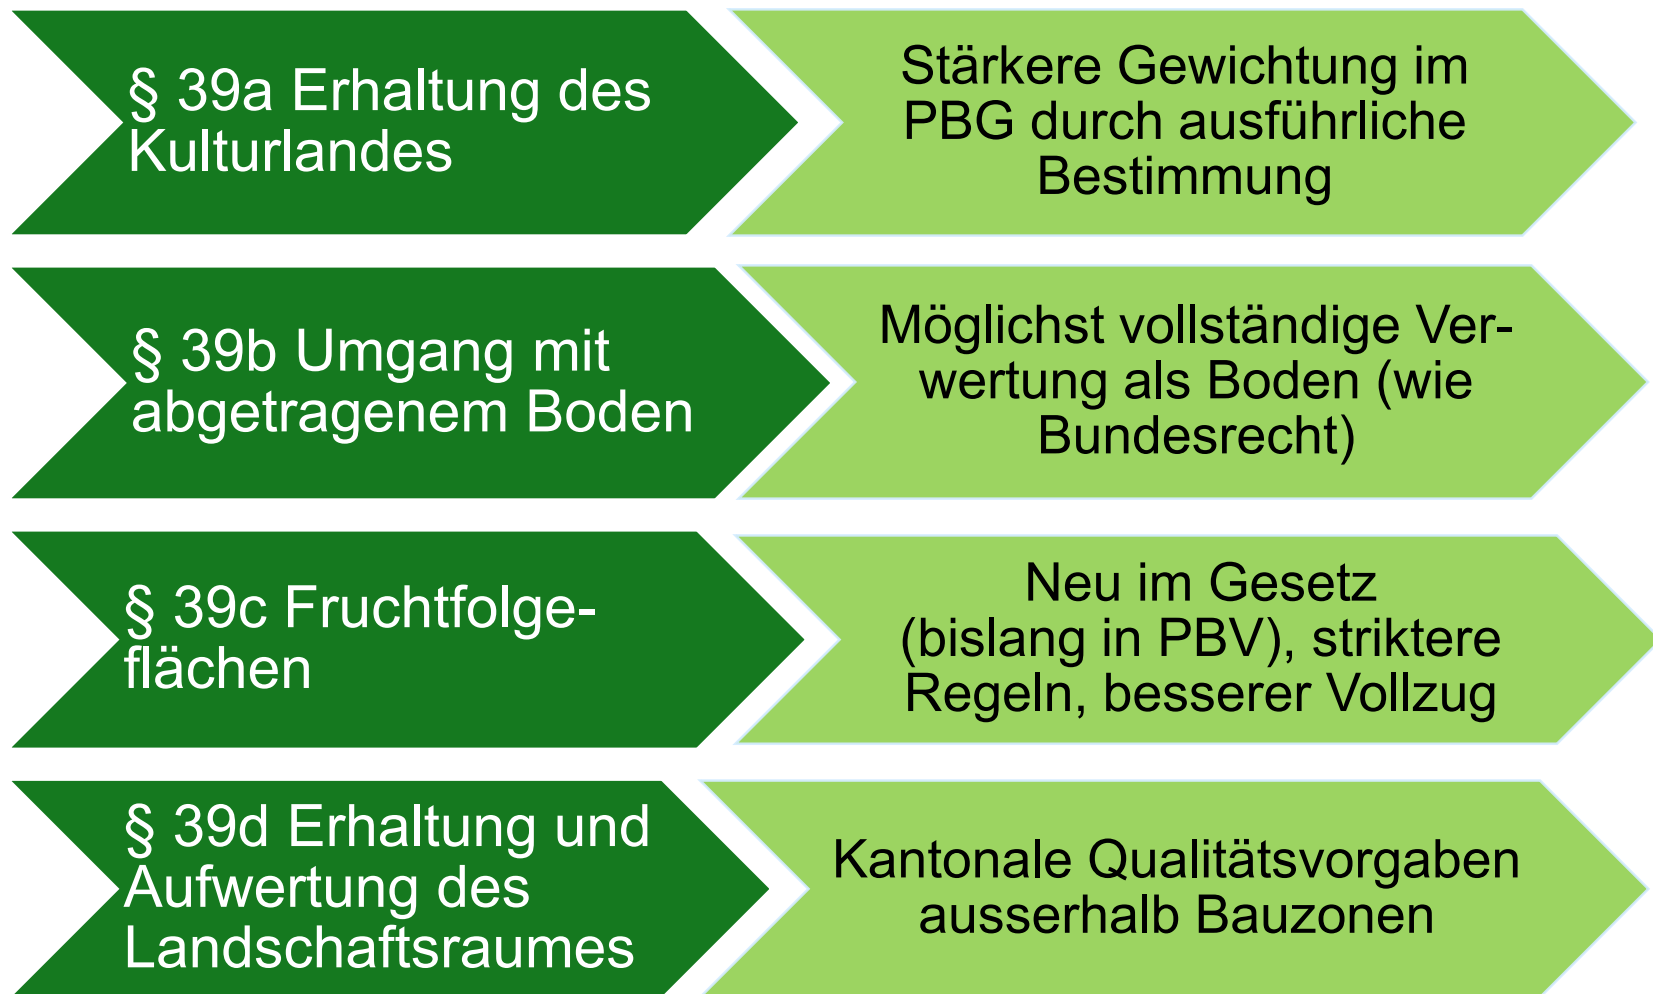 § 39a Erhaltung des
Kulturlandes
Stärkere Gewichtung im
PBG durch ausführliche
Bestimmung
§ 39b Umgang mit
abgetragenem Boden
Möglichst vollständige Ver-
wertung als Boden (wie
Bundesrecht)
§ 39c Fruchtfolge-
flächen
Neu im Gesetz
(bislang in PBV), striktere
Regeln, besserer Vollzug
§ 39d Erhaltung und
Aufwertung des
Landschaftsraumes
Kantonale Qualitätsvorgaben
ausserhalb Bauzonen